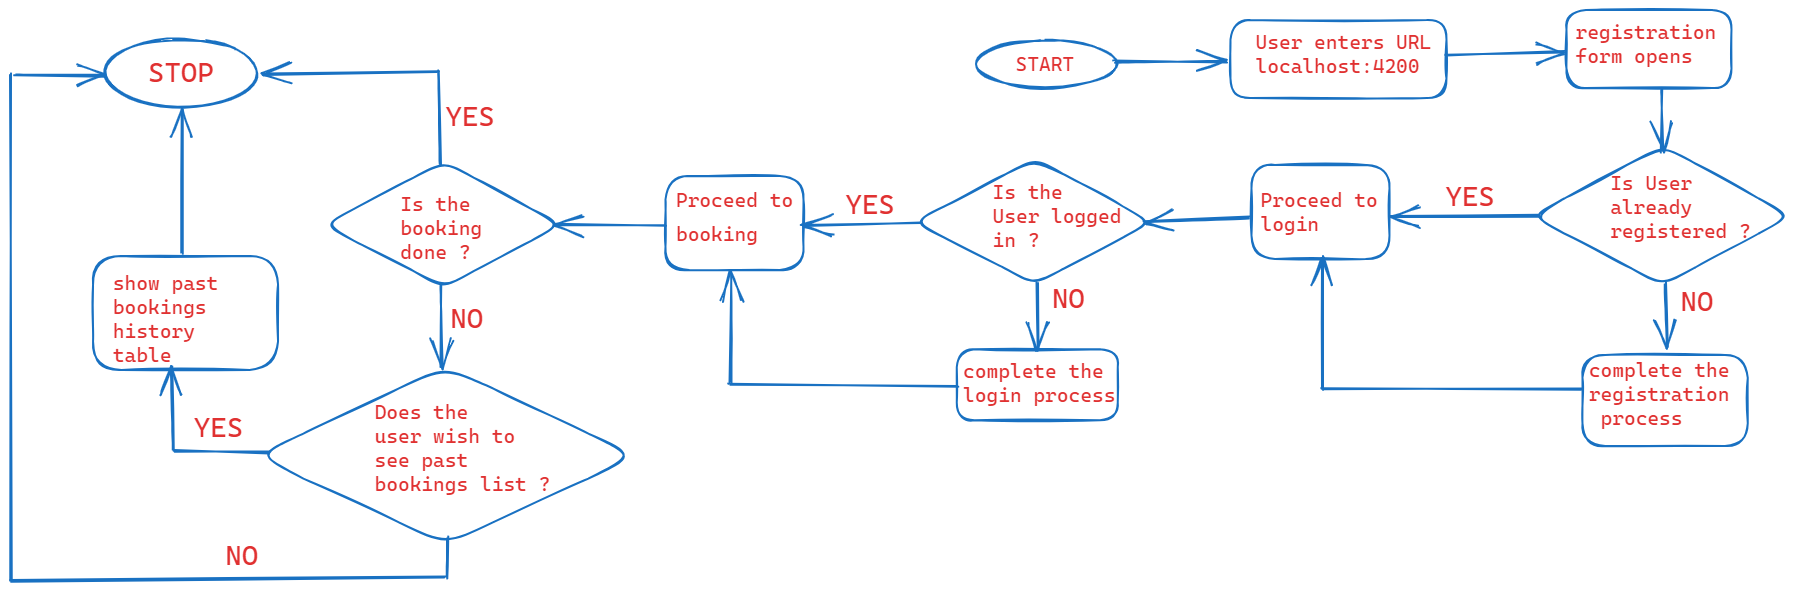 START
User enters URL
localhost:4200
registration
form opens
Is User
already
registered ?
YES
NO
complete the
registration
process
Proceed to
login
Is the
User logged
in ?
YES
NO
complete the
login process
Proceed to
booking
Is the
booking
done ?
YES
NO
Does the
user wish to
see past
bookings list ?
YES
NO
show past
bookings
history
table
STOP